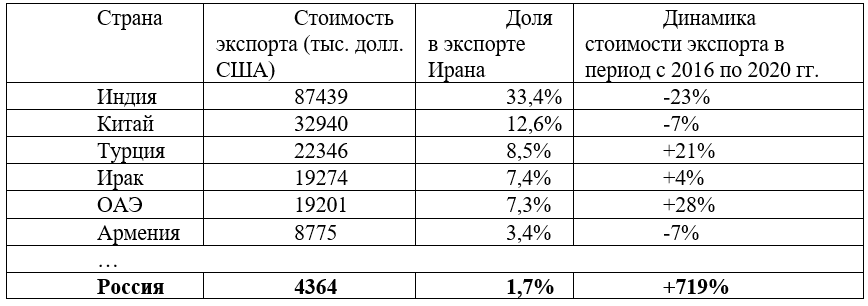 Страна Стоимость экспорта (тыс. долл. США) Доля в экспорте Ирана Динамика стоимости экспорта в период с 2016 по 2020 гг.
Индия 87439 33,4% -23%
Китай 32940 12,6% -7%
Турция 22346 8,5% +21%
Ирак 19274 7,4% +4%
ОАЭ 19201 7,3% +28%
Армения 8775 3,4% -7%
…
Россия 4364 1,7% +719%